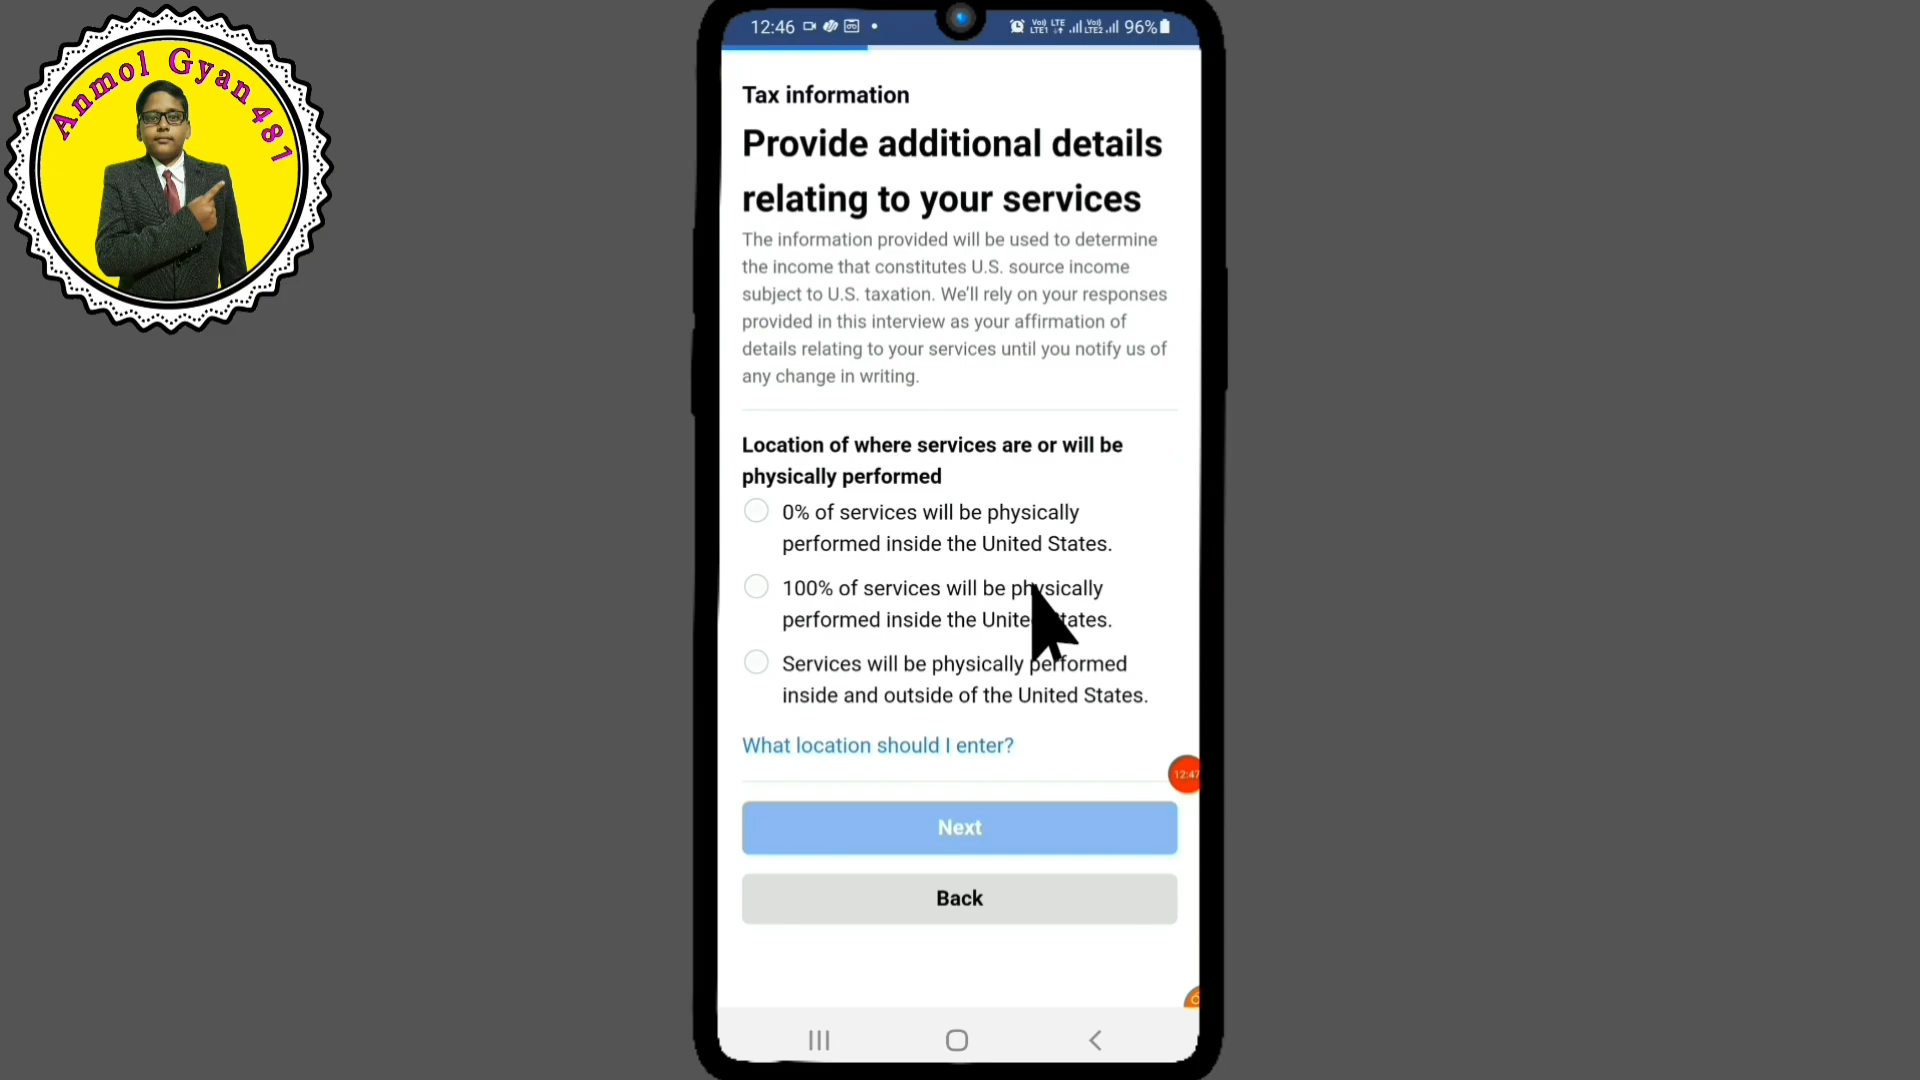 Anmol Gyan 481
12:46
Vo) LTE
LTE1
Vo)
LTE2
96%
Tax information
Provide additional details
relating to your services
The information provided will be used to determine
the income that constitutes U.S. source income
subject to U.S. taxation. We'll rely on your responses
provided in this interview as your affirmation of
details relating to your services until you notify us of
any change in writing.
Location of where services are or will be
physically performed
0% of services will be physically
performed inside the United States.
100% of services will be physically
performed inside the United States.
Services will be physically performed
inside and outside of the United States.
What location should I enter?
12:47
Next
Back